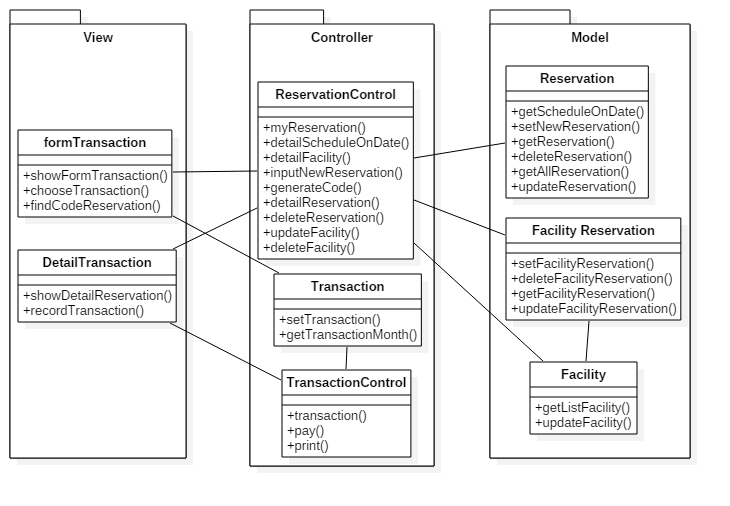 View
formTransaction
+showFormTransaction()
+chooseTransaction()
+findCodeReservation()
DetailTransaction
+showDetailReservation()
+recordTransaction()
Controller
ReservationControl
+myReservation()
+detailScheduleOnDate()
+detailFacility()
+inputNewReservation()
+generateCode()
+detailReservation()
+deleteReservation()
+updateFacility()
+deleteFacility()
Transaction
+setTransaction()
+getTransactionMonth()
TransactionControl
+transaction()
+pay()
+print()
Model
Reservation
+getScheduleOnDate()
+setNewReservation()
+getReservation()
+deleteReservation()
+getAllReservation()
+updateReservation()
Facility Reservation
+setFacilityReservation()
+deleteFacilityReservation()
+getFacilityReservation()
+updateFacilityReservation()
Facility
+getListFacility()
+updateFacility()